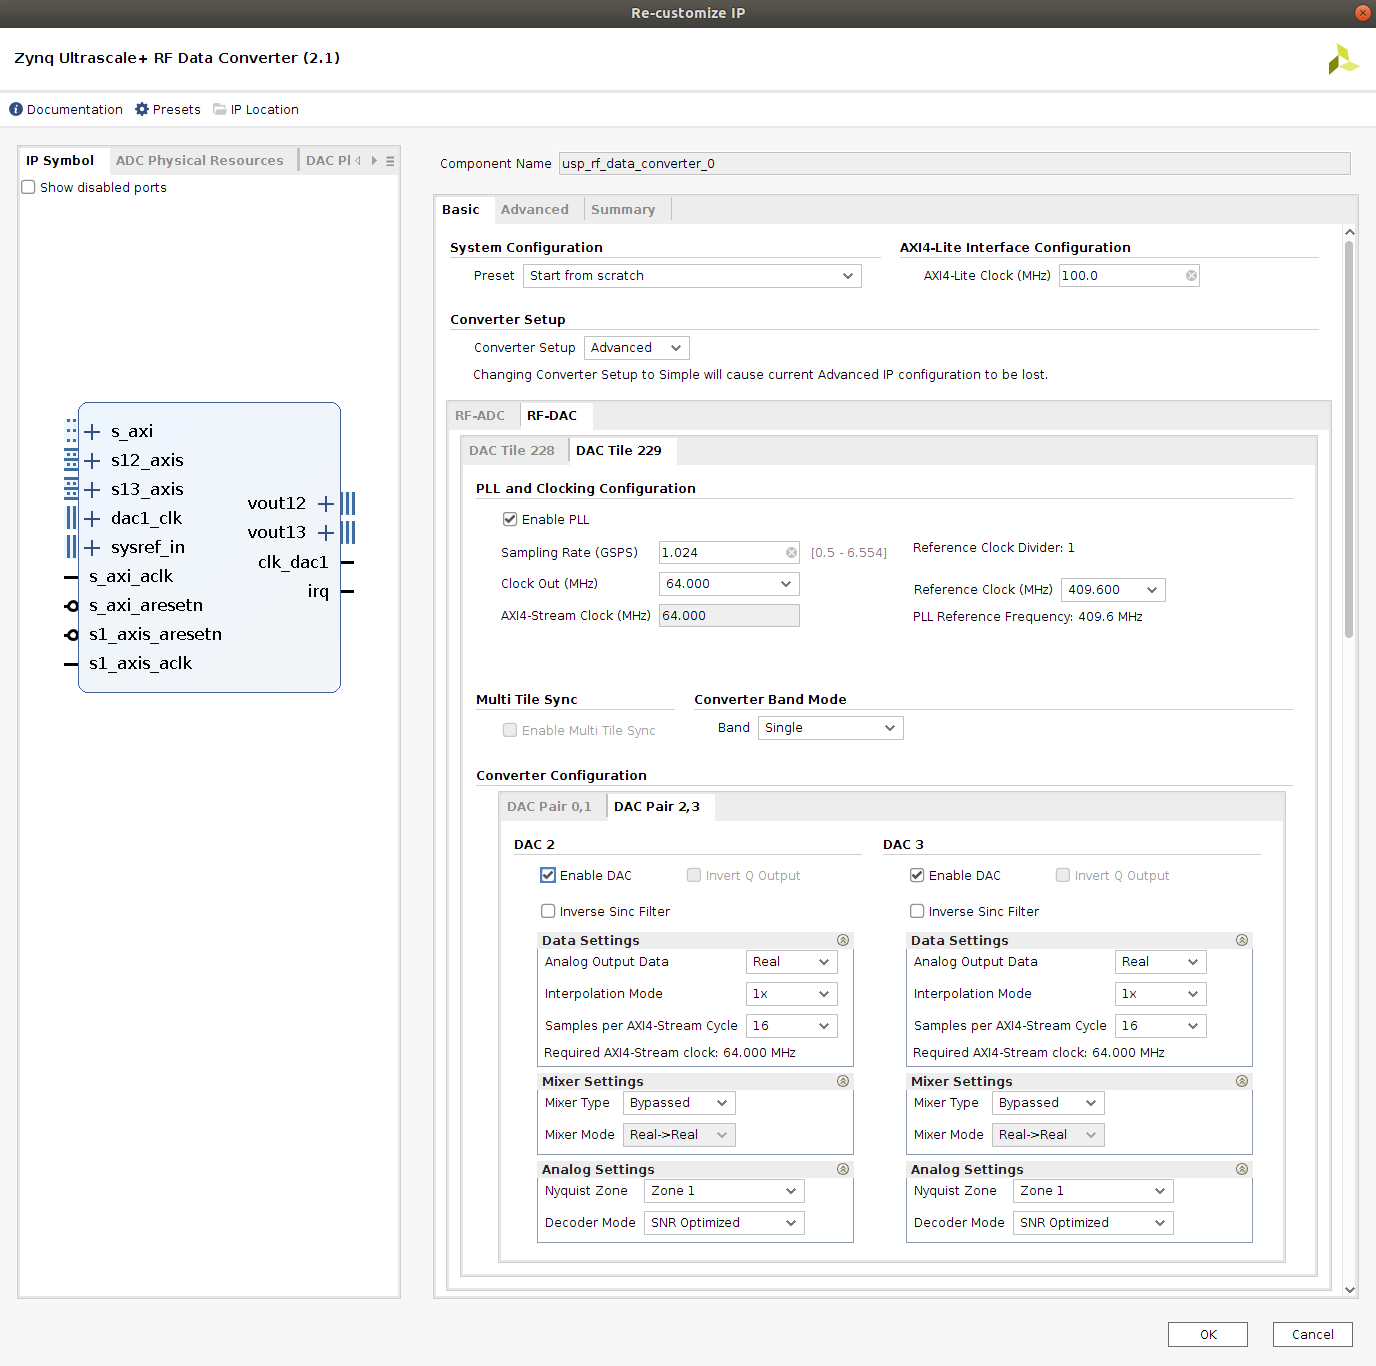 Re-customize IP
Zynq Ultrascale+ RF Data Converter (2.1)
Documentation Presets IP Location
IP Symbol ADC Physical Resources DAC Pl
Show disabled ports
s_axi
s12_axis
s13_axis
dac1_clk
sysref_in
s_axi_aclk
s_axi_aresetn
s1_axis_aresetn
s1_axis_aclk
vout12
vout13
clk_dac1
irq
Component Name usp_rf_data_converter_0
Basic Advanced Summary
System Configuration
Preset Start from scratch
AXI4-Lite Interface Configuration
AXI4-Lite Clock (MHz) 100.0
Converter Setup
Converter Setup Advanced
Changing Converter Setup to Simple will cause current Advanced IP configuration to be lost.
RF-ADC RF-DAC
DAC Tile 228 DAC Tile 229
PLL and Clocking Configuration
Enable PLL
Sampling Rate (GSPS) 1.024 [0.5 - 6.554]
Clock Out (MHz) 64.000
AXI4-Stream Clock (MHz) 64.000
Reference Clock Divider: 1
Reference Clock (MHz) 409.600
PLL Reference Frequency: 409.6 MHz
Multi Tile Sync
Enable Multi Tile Sync
Converter Band Mode
Band Single
Converter Configuration
DAC Pair 0,1 DAC Pair 2,3
DAC 2
Enable DAC Invert Q Output
Inverse Sinc Filter
Data Settings
Analog Output Data Real
Interpolation Mode 1x
Samples per AXI4-Stream Cycle 16
Required AXI4-Stream clock: 64.000 MHz
Mixer Settings
Mixer Type Bypassed
Mixer Mode Real->Real
Analog Settings
Nyquist Zone Zone 1
Decoder Mode SNR Optimized
DAC 3
Enable DAC Invert Q Output
Inverse Sinc Filter
Data Settings
Analog Output Data Real
Interpolation Mode 1x
Samples per AXI4-Stream Cycle 16
Required AXI4-Stream clock: 64.000 MHz
Mixer Settings
Mixer Type Bypassed
Mixer Mode Real->Real
Analog Settings
Nyquist Zone Zone 1
Decoder Mode SNR Optimized
OK Cancel